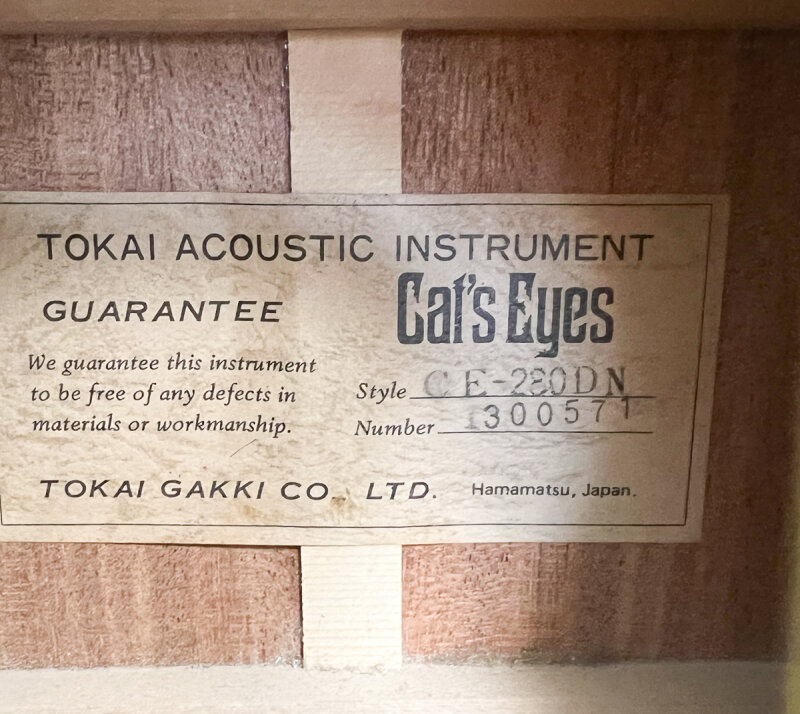 TOKAI ACOUSTIC INSTRUMENT
GUARANTEE
Cat's Eyes
We guarantee this instrument
to be free of any defects in
materials or workmanship.
Style CE-280DN
Number 1300571
TOKAI GAKKI CO., LTD. Hamamatsu, Japan.